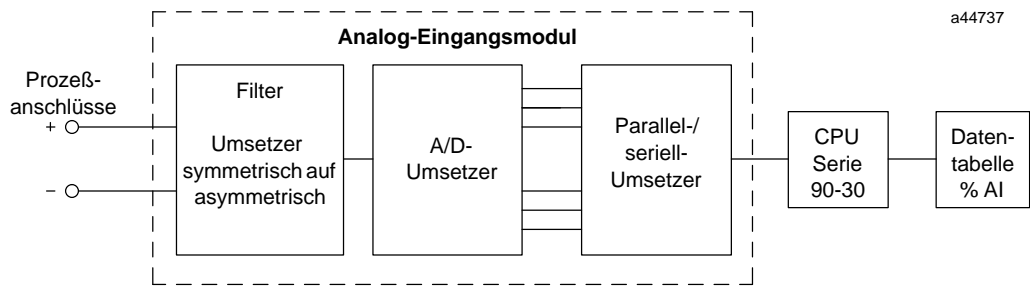 a44737
Analog-Eingangsmodul
Prozeß-
anschlüsse
+
−
Filter
Umsetzer
symmetrisch auf
asymmetrisch
A/D-
Umsetzer
Parallel-/
seriell-
Umsetzer
CPU
Serie
90-30
Daten-
tabelle
% AI